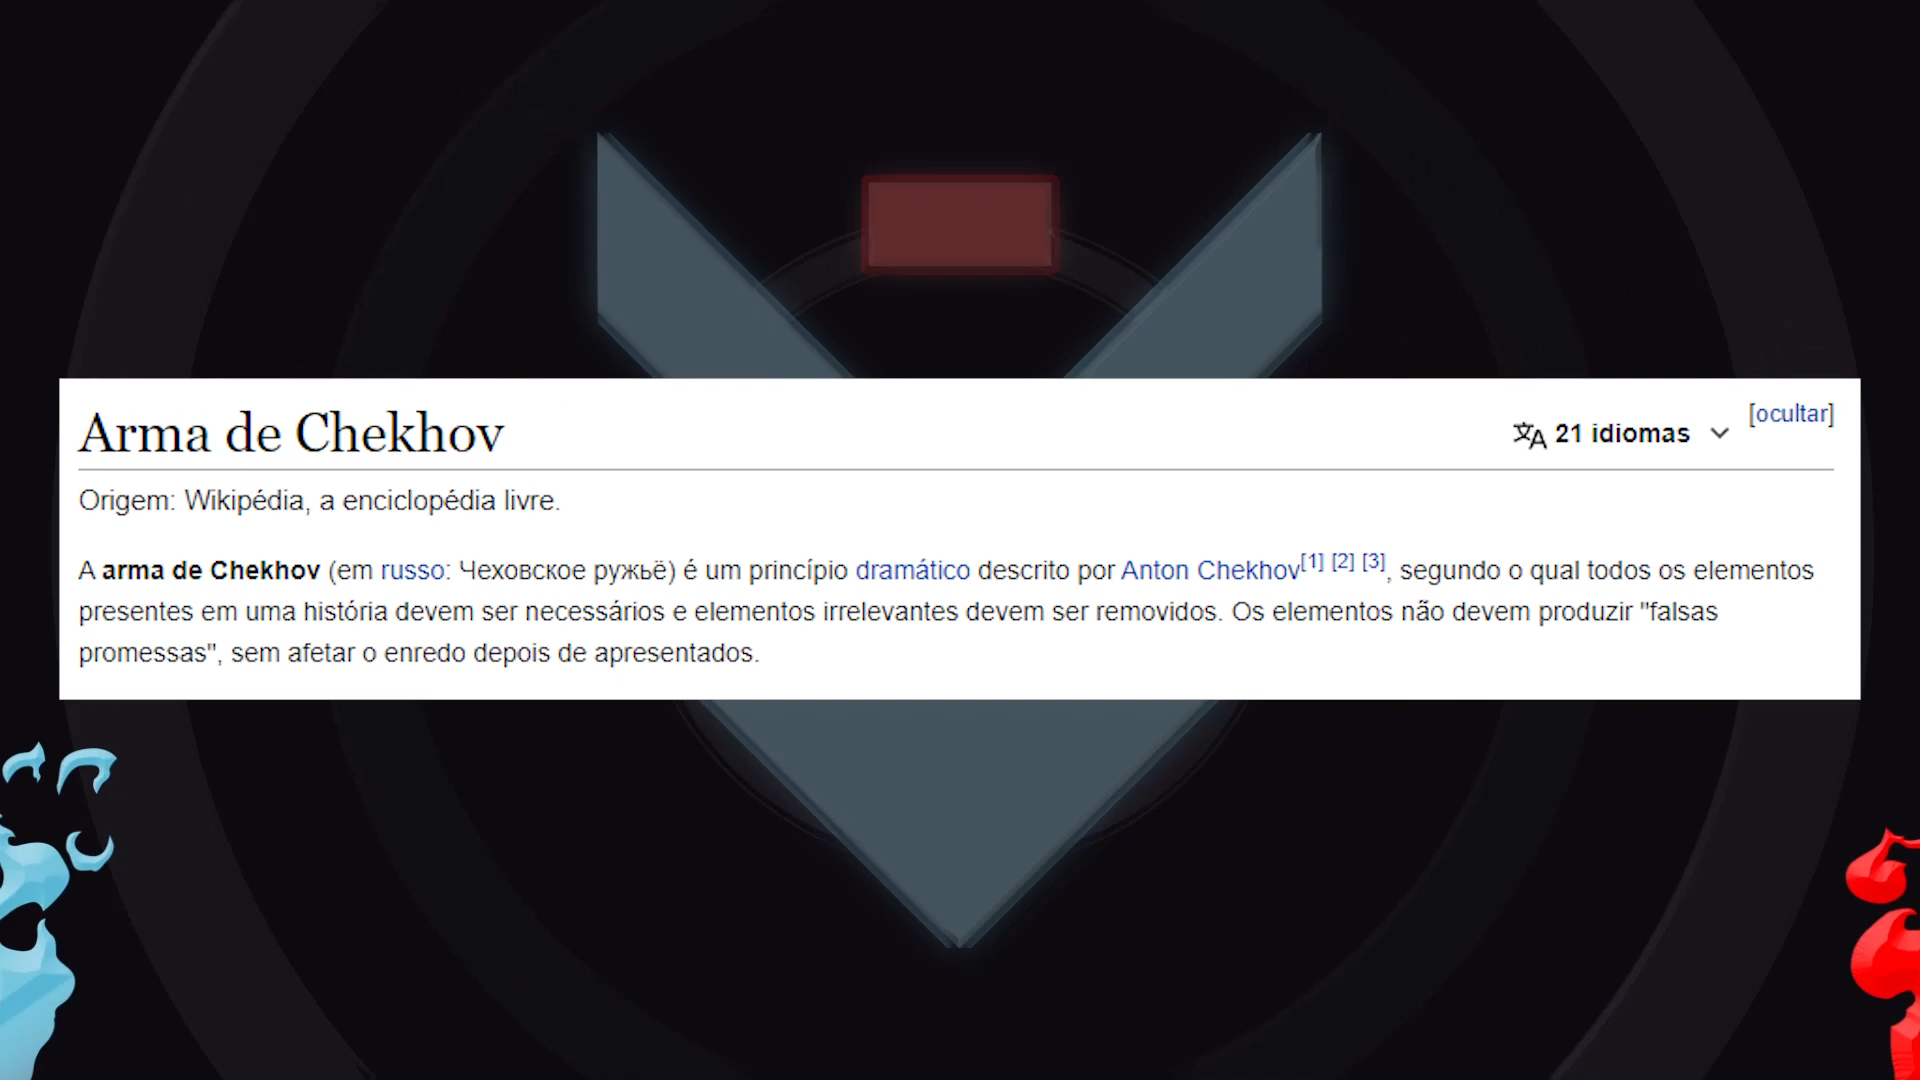 Arma de Chekhov
21 idiomas
[ocultar]
Origem: Wikipédia, a enciclopédia livre.
A arma de Chekhov (em russo: Чеховское ружьё) é um princípio dramático descrito por Anton Chekhov[1] [2] [3], segundo o qual todos os elementos
presentes em uma história devem ser necessários e elementos irrelevantes devem ser removidos. Os elementos não devem produzir "falsas
promessas", sem afetar o enredo depois de apresentados.